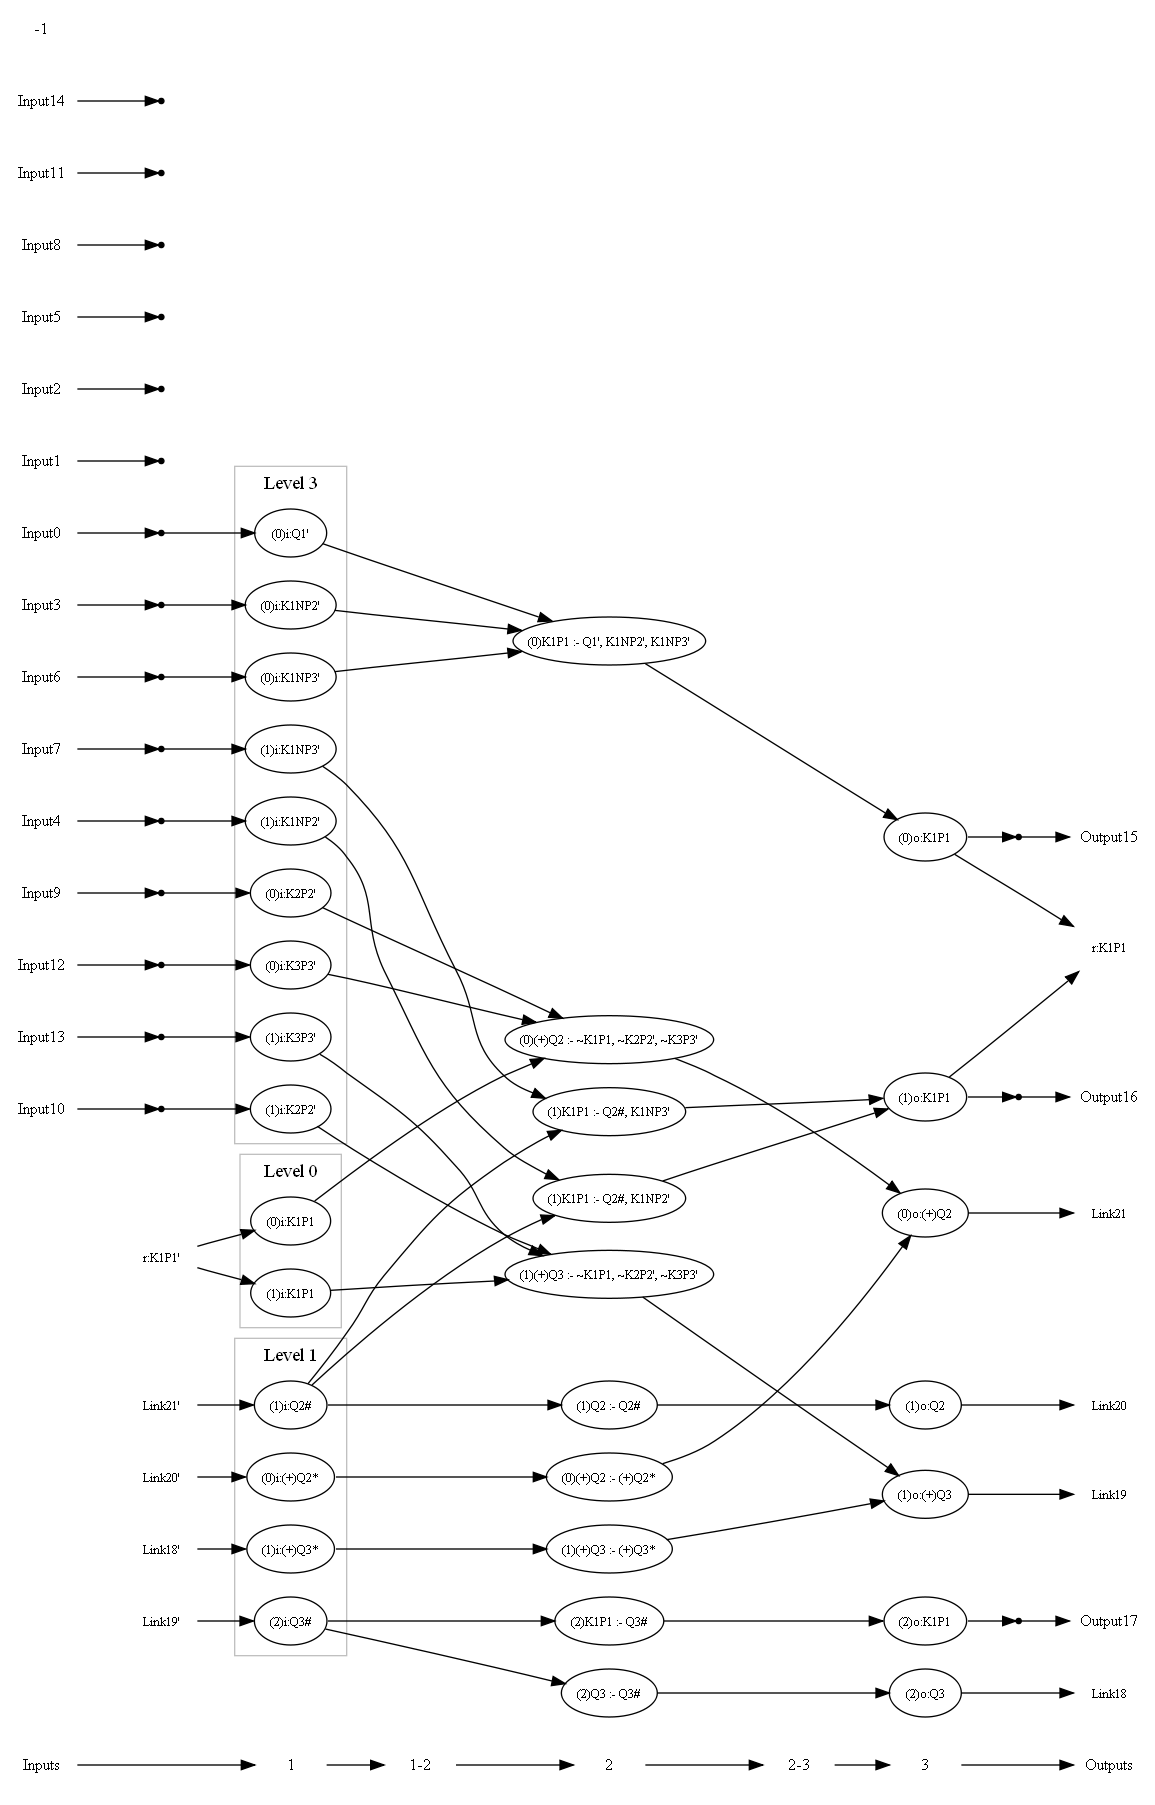 -1
Input14
Input11
Input8
Input5
Input2
Input1
Level 3
Input0 (0)i:Q1'
Input3 (0)i:K1NP2'
(0)K1P1 :- Q1', K1NP2', K1NP3'
Input6 (0)i:K1NP3'
Input7 (1)i:K1NP3'
Input4 (1)i:K1NP2'
(0)o:K1P1 Output15
Input9 (0)i:K2P2'
r:K1P1
Input12 (0)i:K3P3'
Input13 (1)i:K3P3'
(0)(+)Q2 :- ~K1P1, ~K2P2', ~K3P3'
(1)o:K1P1 Output16
Input10 (1)i:K2P2'
(1)K1P1 :- Q2#, K1NP3'
Level 0
(1)K1P1 :- Q2#, K1NP2'
(0)o:(+)Q2 Link21
(0)i:K1P1
r:K1P1'
(1)(+)Q3 :- ~K1P1, ~K2P2', ~K3P3'
(1)i:K1P1
Level 1
Link21' (1)i:Q2# (1)Q2 :- Q2# (1)o:Q2 Link20
Link20' (0)i:(+)Q2* (0)(+)Q2 :- (+)Q2*
(1)o:(+)Q3 Link19
Link18' (1)i:(+)Q3* (1)(+)Q3 :- (+)Q3*
Link19' (2)i:Q3# (2)K1P1 :- Q3# (2)o:K1P1 Output17
(2)Q3 :- Q3# (2)o:Q3 Link18
Inputs 1 1-2 2 2-3 3 Outputs